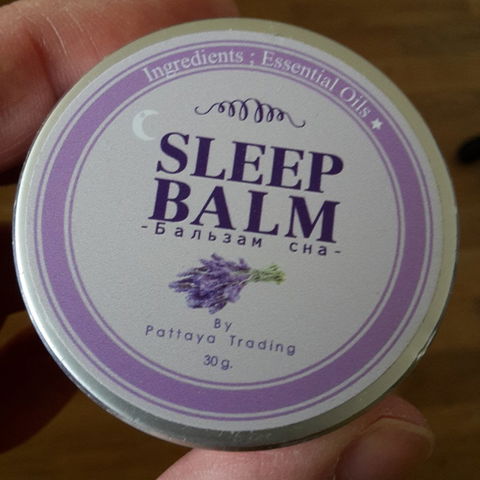 Ingredients ; Essential Oils
SLEEP
BALM
-Бальзам сна-
By
Pattaya Trading
30 g.